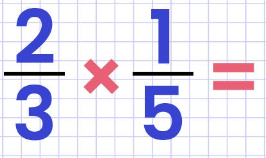 2/3 × 1/5 =